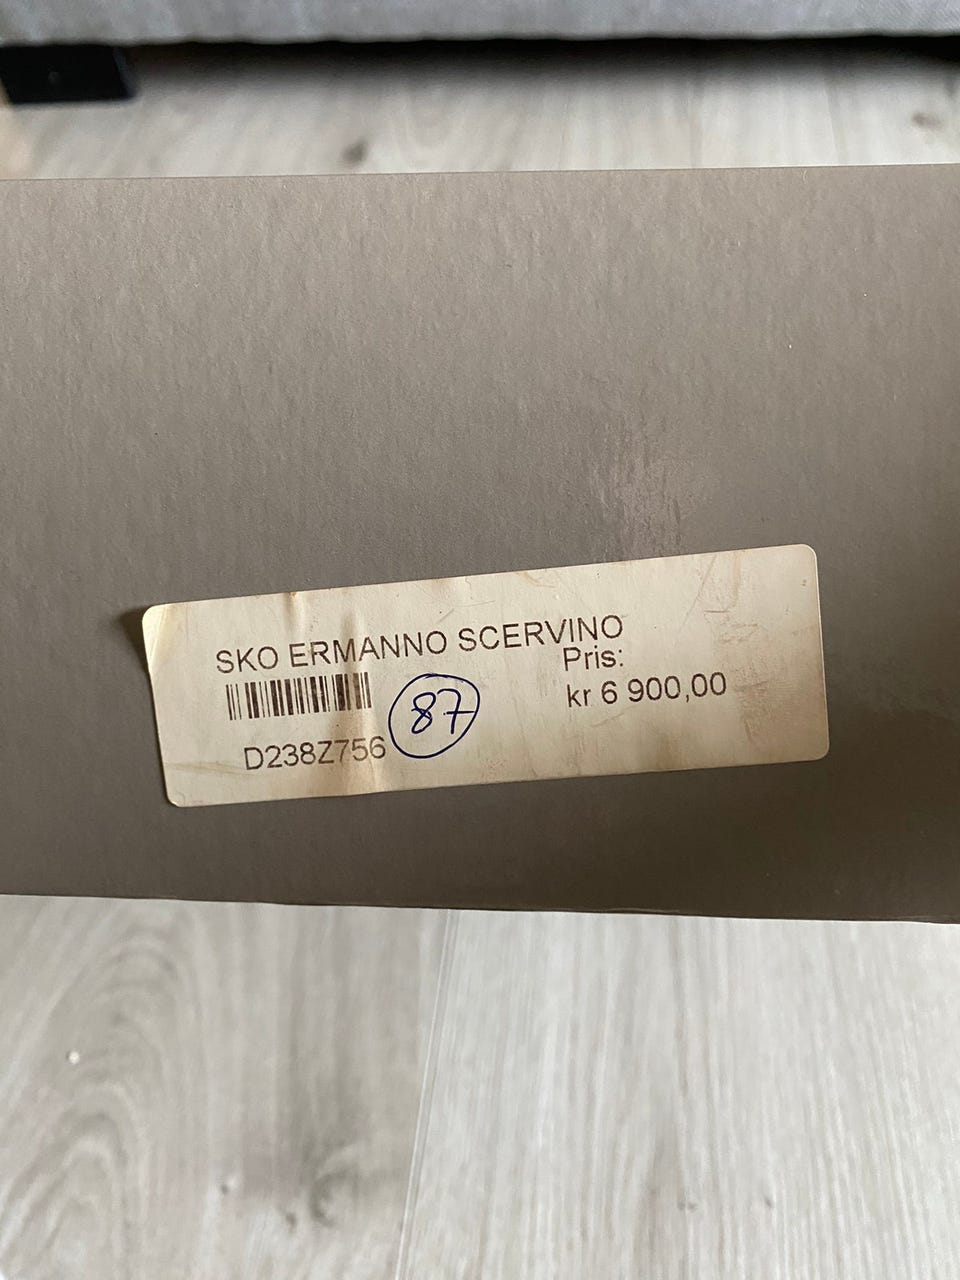 SKO ERMANNO SCERVINO
Pris:
kr 6 900,00
87
D238Z756